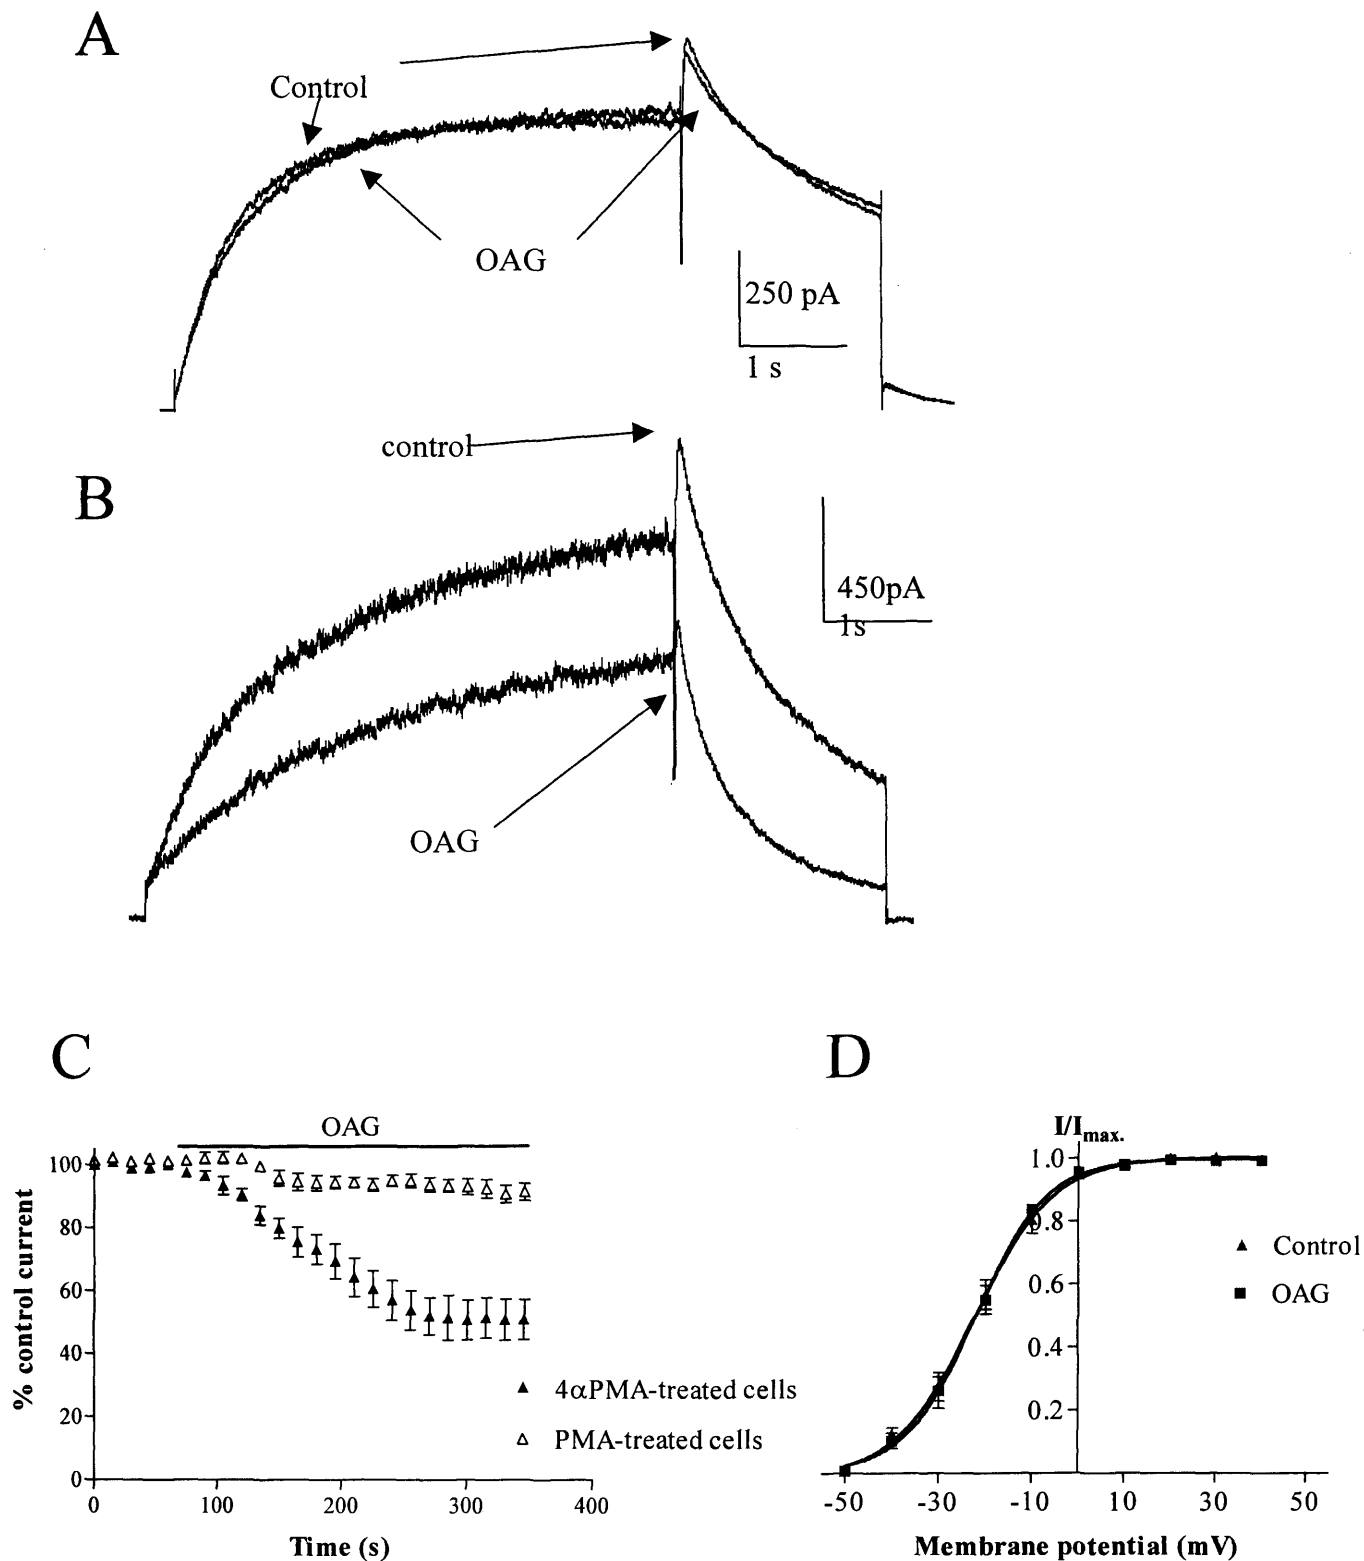 A
Control
OAG
250 pA
1 s
control
B
450pA
1s
OAG
C
D
OAG
% control current
100
80
60
40
20
0
0 100 200 300 400
Time (s)
4αPMA-treated cells
PMA-treated cells
I/Imax.
1.0
0.8
0.6
0.4
0.2
Control
OAG
-50 -30 -10 10 30 50
Membrane potential (mV)